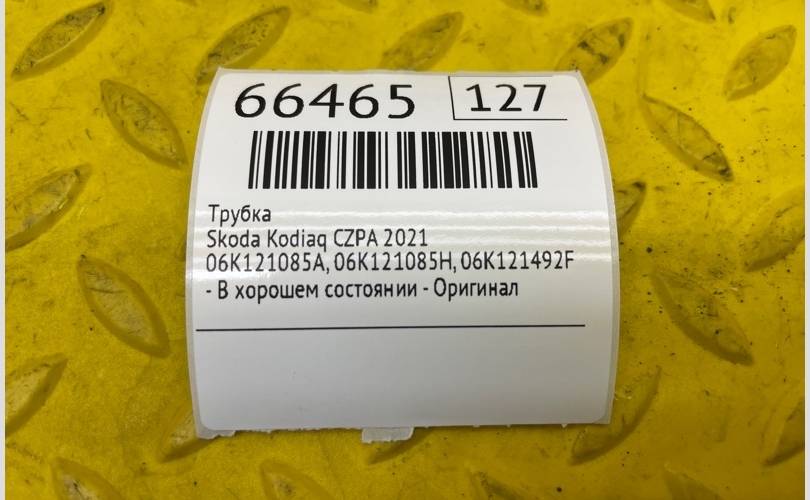 66465 127
Трубка
Skoda Kodiaq CZPA 2021
06K121085A, 06K121085H, 06K121492F
- В хорошем состоянии - Оригинал